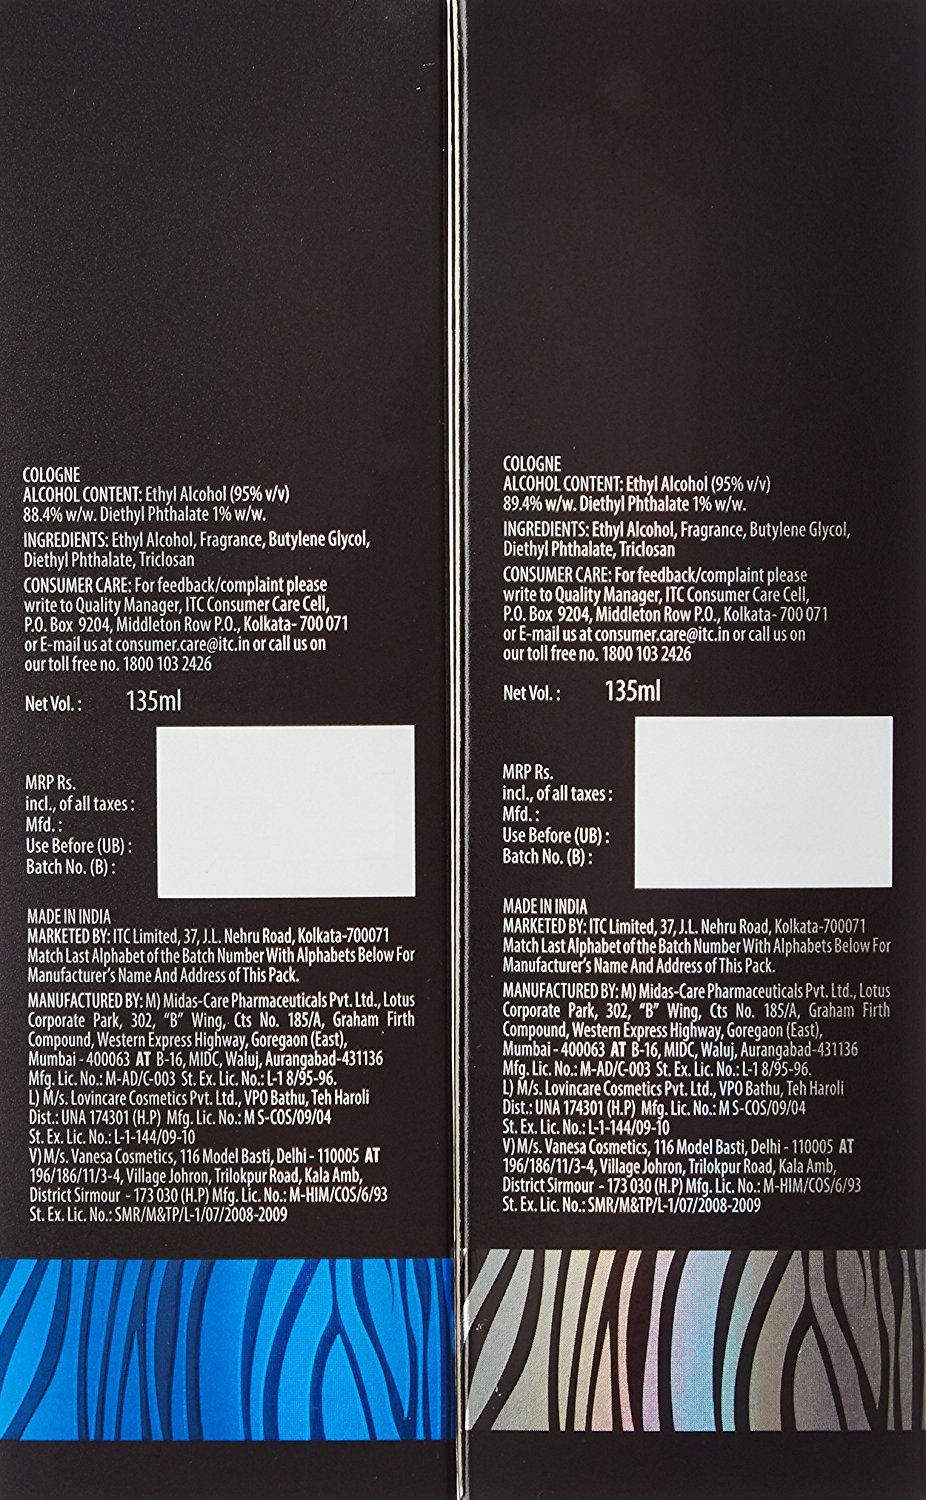 COLOGNE
ALCOHOL CONTENT: Ethyl Alcohol (95% v/v)
88.4% w/w. Diethyl Phthalate 1% w/w.
INGREDIENTS: Ethyl Alcohol, Fragrance, Butylene Glycol,
Diethyl Phthalate, Triclosan
CONSUMER CARE: For feedback/complaint please
write to Quality Manager, ITC Consumer Care Cell,
P.O. Box 9204, Middleton Row P.O., Kolkata- 700 071
or E-mail us at consumer.care@itc.in or call us on
our toll free no. 1800 103 2426
Net Vol. : 135ml
MRP Rs.
incl., of all taxes :
Mfd. :
Use Before (UB) :
Batch No. (B) :
MADE IN INDIA
MARKETED BY: ITC Limited, 37, J.L. Nehru Road, Kolkata-700071
Match Last Alphabet of the Batch Number With Alphabets Below For
Manufacturer's Name And Address of This Pack.
MANUFACTURED BY: M) Midas-Care Pharmaceuticals Pvt. Ltd., Lotus
Corporate Park, 302, "B" Wing, Cts No. 185/A, Graham Firth
Compound, Western Express Highway, Goregaon (East),
Mumbai - 400063 AT B-16, MIDC, Waluj, Aurangabad-431136
Mfg. Lic. No.: M-AD/C-003 St. Ex. Lic. No.: L-1 8/95-96.
L) M/s. Lovincare Cosmetics Pvt. Ltd., VPO Bathu, Teh Haroli
Dist.: UNA 174301 (H.P) Mfg. Lic. No.: M S-COS/09/04
St. Ex. Lic. No.: L-1-144/09-10
V) M/s. Vanesa Cosmetics, 116 Model Basti, Delhi - 110005 AT
196/186/11/3-4, Village Johron, Trilokpur Road, Kala Amb,
District Sirmour - 173 030 (H.P) Mfg. Lic. No.: M-HIM/COS/6/93
St. Ex. Lic. No.: SMR/M&TP/L-1/07/2008-2009
COLOGNE
ALCOHOL CONTENT: Ethyl Alcohol (95% v/v)
89.4% w/w. Diethyl Phthalate 1% w/w.
INGREDIENTS: Ethyl Alcohol, Fragrance, Butylene Glycol,
Diethyl Phthalate, Triclosan
CONSUMER CARE: For feedback/complaint please
write to Quality Manager, ITC Consumer Care Cell,
P.O. Box 9204, Middleton Row P.O., Kolkata- 700 071
or E-mail us at consumer.care@itc.in or call us on
our toll free no. 1800 103 2426
Net Vol. : 135ml
MRP Rs.
incl., of all taxes :
Mfd. :
Use Before (UB) :
Batch No. (B) :
MADE IN INDIA
MARKETED BY: ITC Limited, 37, J.L. Nehru Road, Kolkata-700071
Match Last Alphabet of the Batch Number With Alphabets Below For
Manufacturer's Name And Address of This Pack.
MANUFACTURED BY: M) Midas-Care Pharmaceuticals Pvt. Ltd., Lotus
Corporate Park, 302, "B" Wing, Cts No. 185/A, Graham Firth
Compound, Western Express Highway, Goregaon (East),
Mumbai - 400063 AT B-16, MIDC, Waluj, Aurangabad-431136
Mfg. Lic. No.: M-AD/C-003 St. Ex. Lic. No.: L-1 8/95-96.
L) M/s. Lovincare Cosmetics Pvt. Ltd., VPO Bathu, Teh Haroli
Dist.: UNA 174301 (H.P) Mfg. Lic. No.: M S-COS/09/04
St. Ex. Lic. No.: L-1-144/09-10
V) M/s. Vanesa Cosmetics, 116 Model Basti, Delhi - 110005 AT
196/186/11/3-4, Village Johron, Trilokpur Road, Kala Amb,
District Sirmour - 173 030 (H.P) Mfg. Lic. No.: M-HIM/COS/6/93
St. Ex. Lic. No.: SMR/M&TP/L-1/07/2008-2009